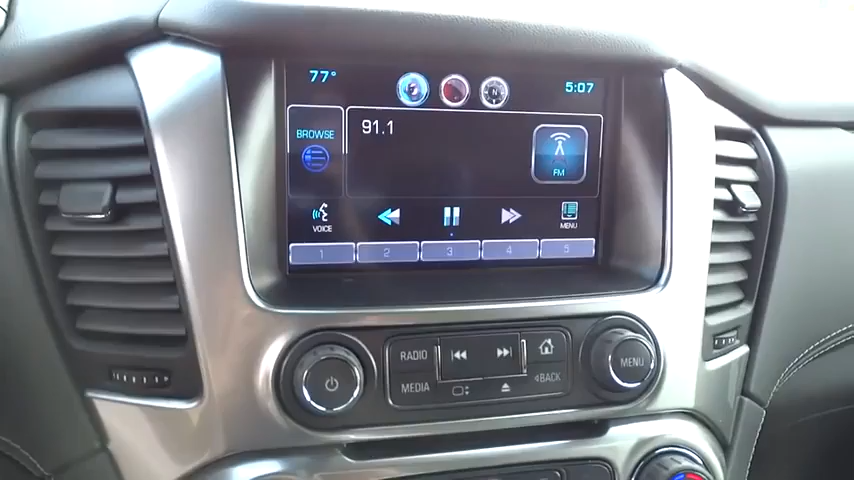 77°
N
5:07
BROWSE
91.1
FM
VOICE
MENU
1 2 3 4 5
RADIO
MEDIA
BACK
MENU